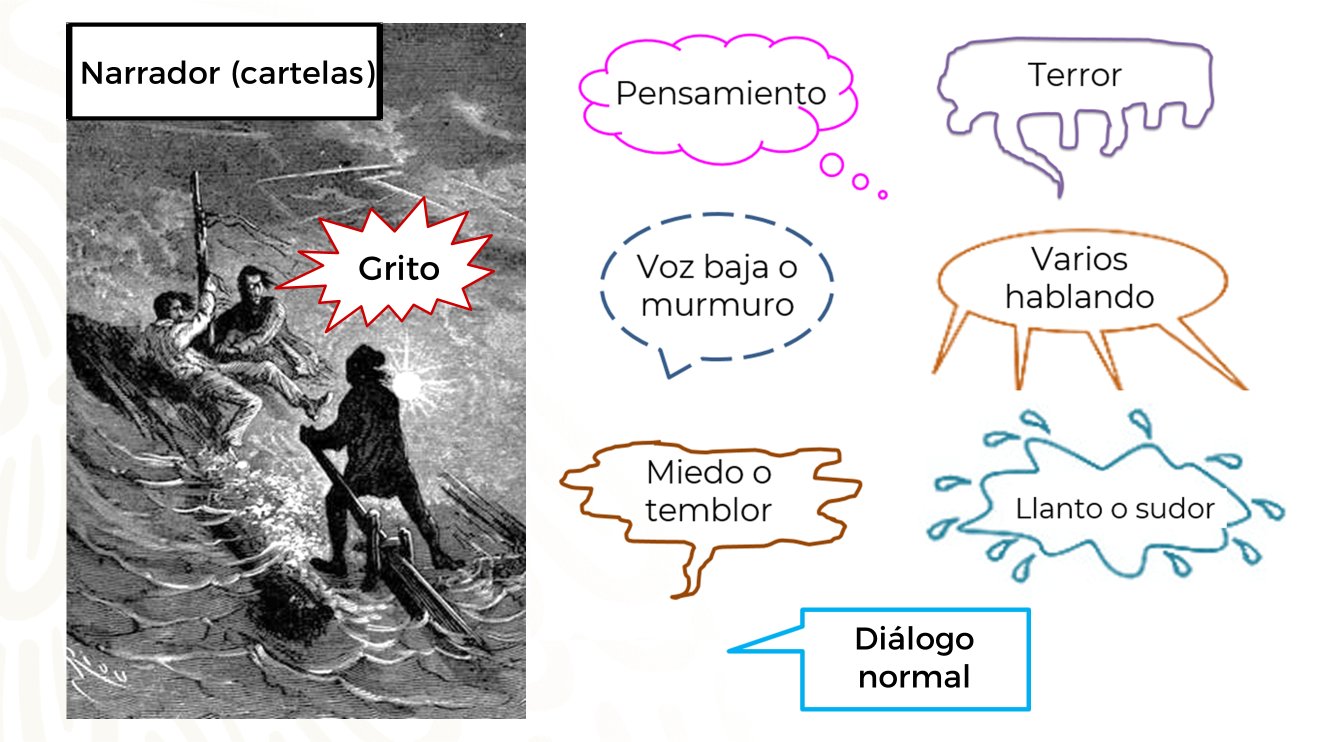 Narrador (cartelas)
Grito
Pensamiento
Terror
Voz baja o
murmuro
Varios
hablando
Miedo o
temblor
Llanto o sudor
Diálogo
normal